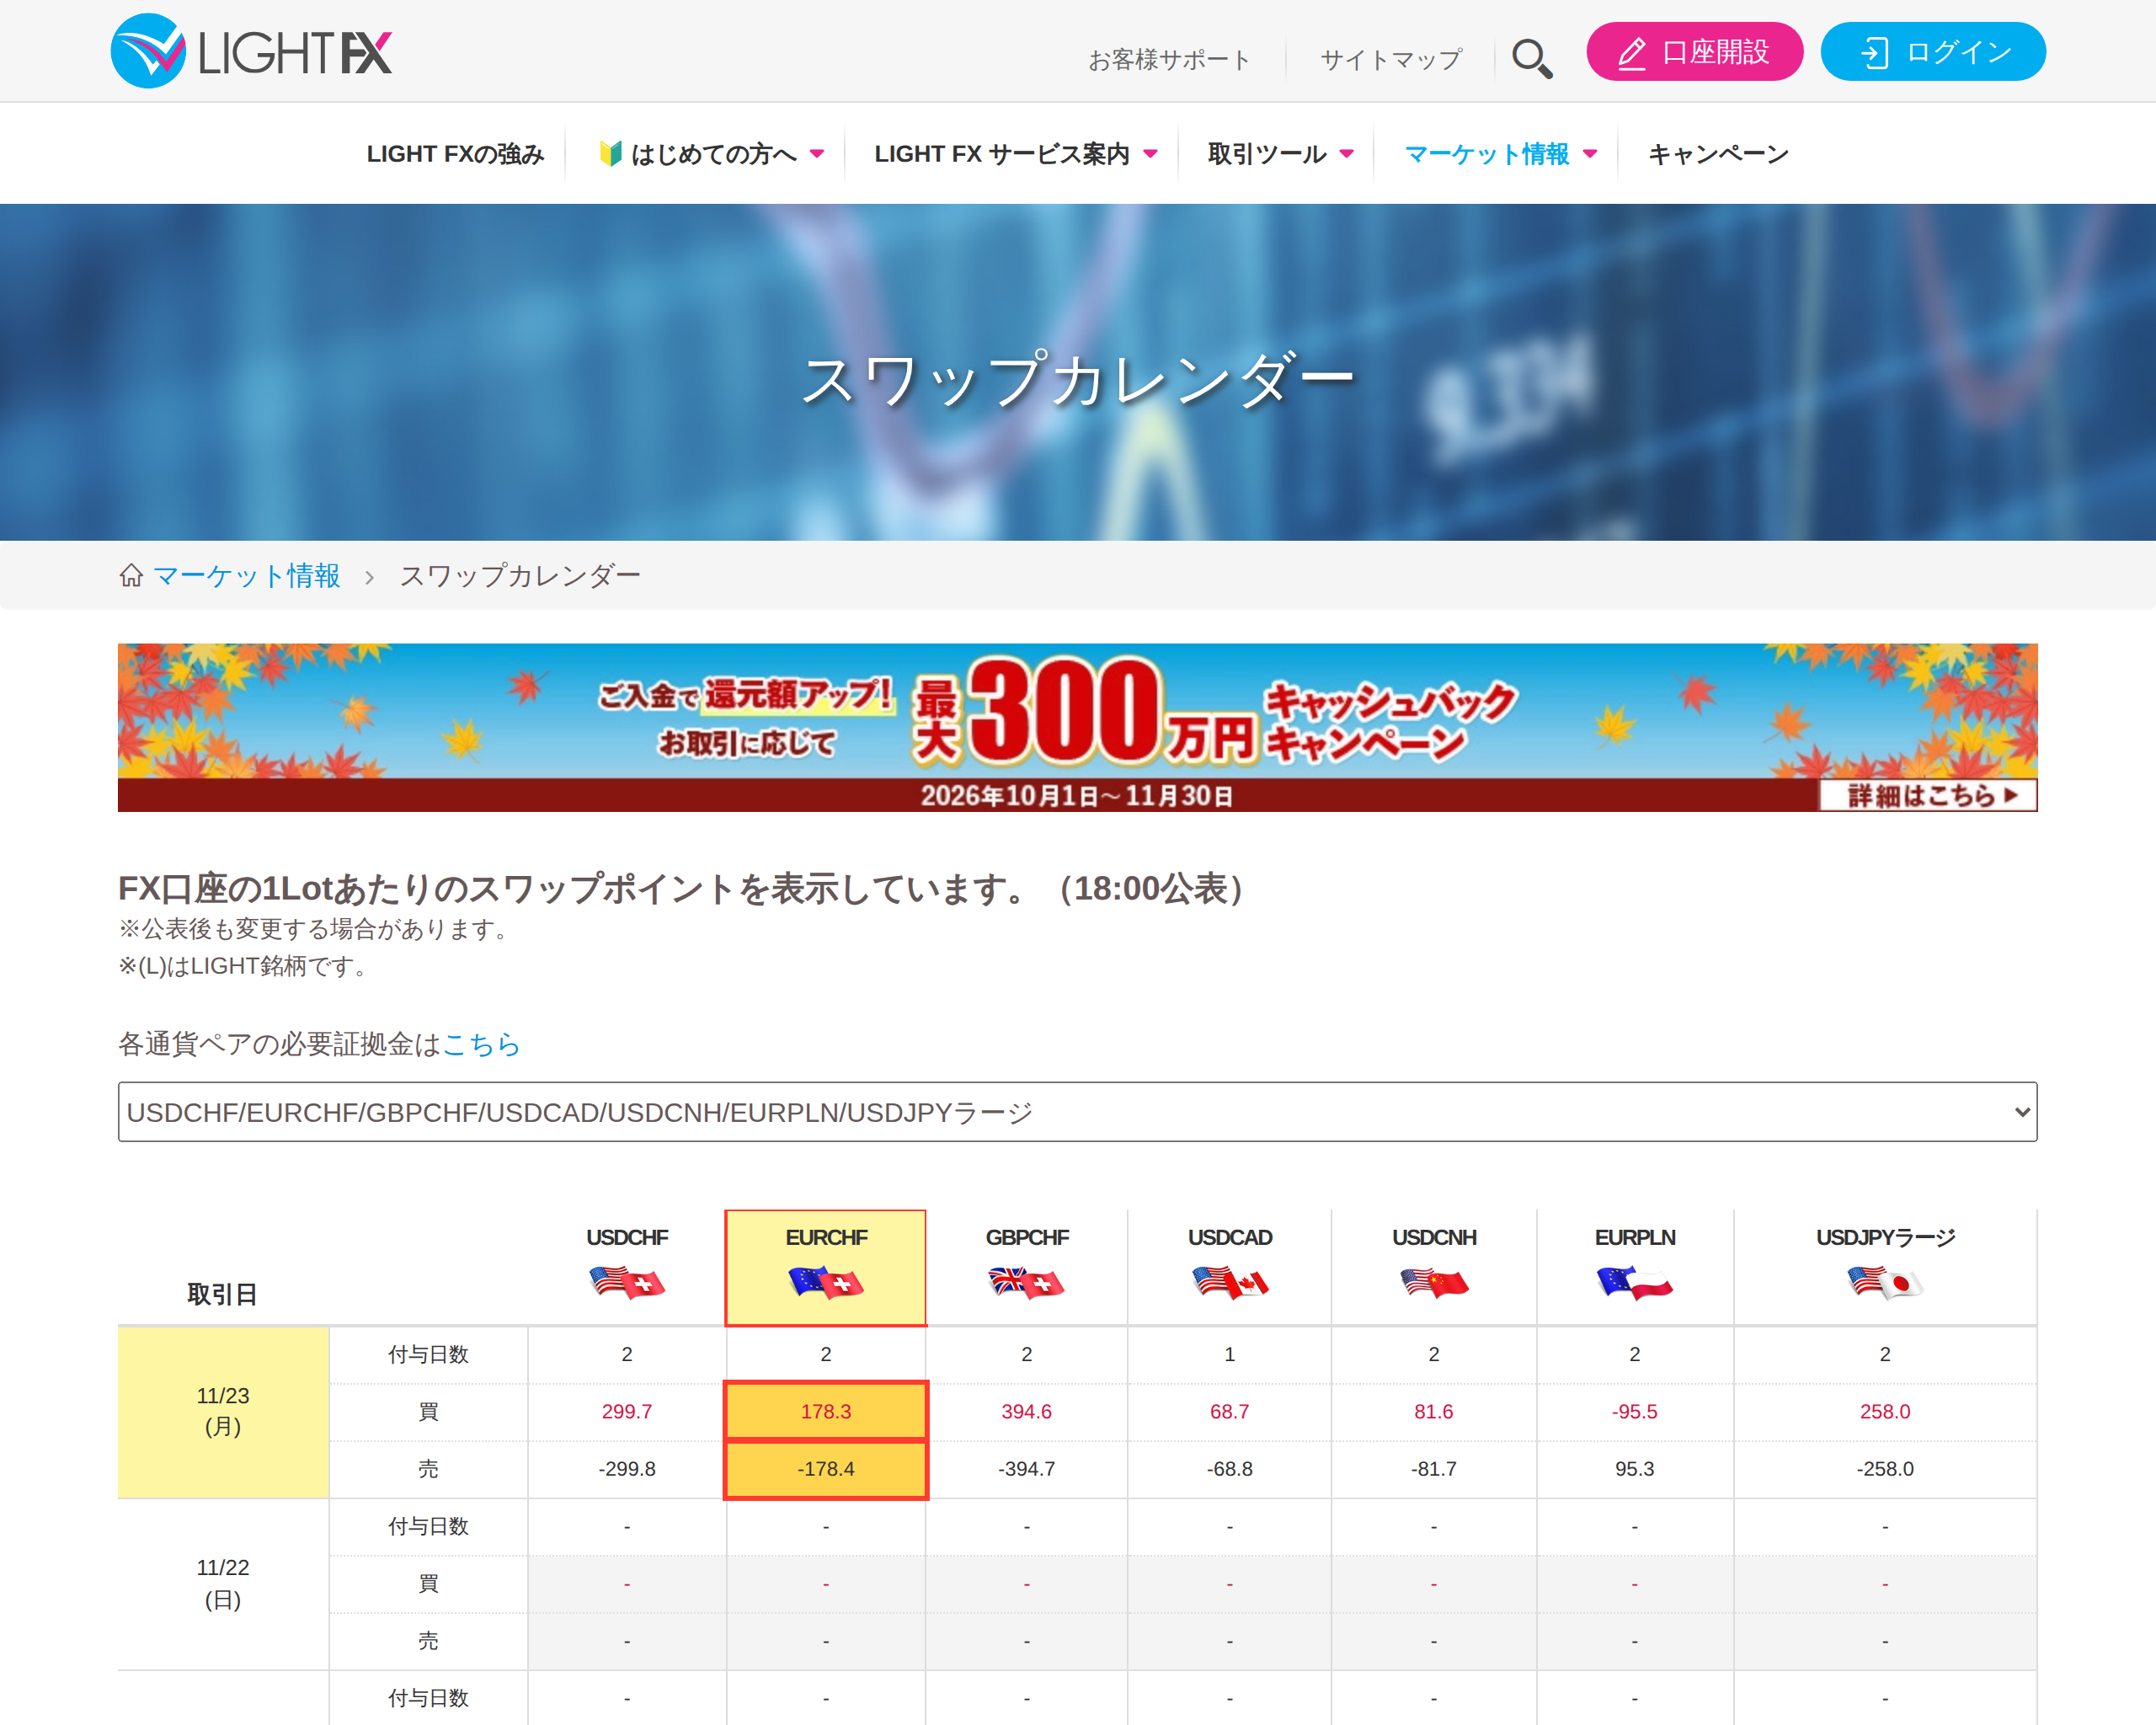 LIGHT FX
お客様サポート
サイトマップ
口座開設
ログイン
LIGHT FXの強み
はじめての方へ
LIGHT FX サービス案内
取引ツール
マーケット情報
キャンペーン
スワップカレンダー
マーケット情報 › スワップカレンダー
ご入金で還元額アップ!
お取引に応じて
最大300万円
キャッシュバック
キャンペーン
2026年10月1日〜11月30日
詳細はこちら
FX口座の1Lotあたりのスワップポイントを表示しています。（18:00公表）
※公表後も変更する場合があります。
※(L)はLIGHT銘柄です。
各通貨ペアの必要証拠金はこちら
USDCHF/EURCHF/GBPCHF/USDCAD/USDCNH/EURPLN/USDJPYラージ
取引日 USDCHF EURCHF GBPCHF USDCAD USDCNH EURPLN USDJPYラージ
11/23
(月)
付与日数 2 2 2 1 2 2 2
買 299.7 178.3 394.6 68.7 81.6 -95.5 258.0
売 -299.8 -178.4 -394.7 -68.8 -81.7 95.3 -258.0
11/22
(日)
付与日数 - - - - - - -
買 - - - - - - -
売 - - - - - - -
付与日数 - - - - - - -